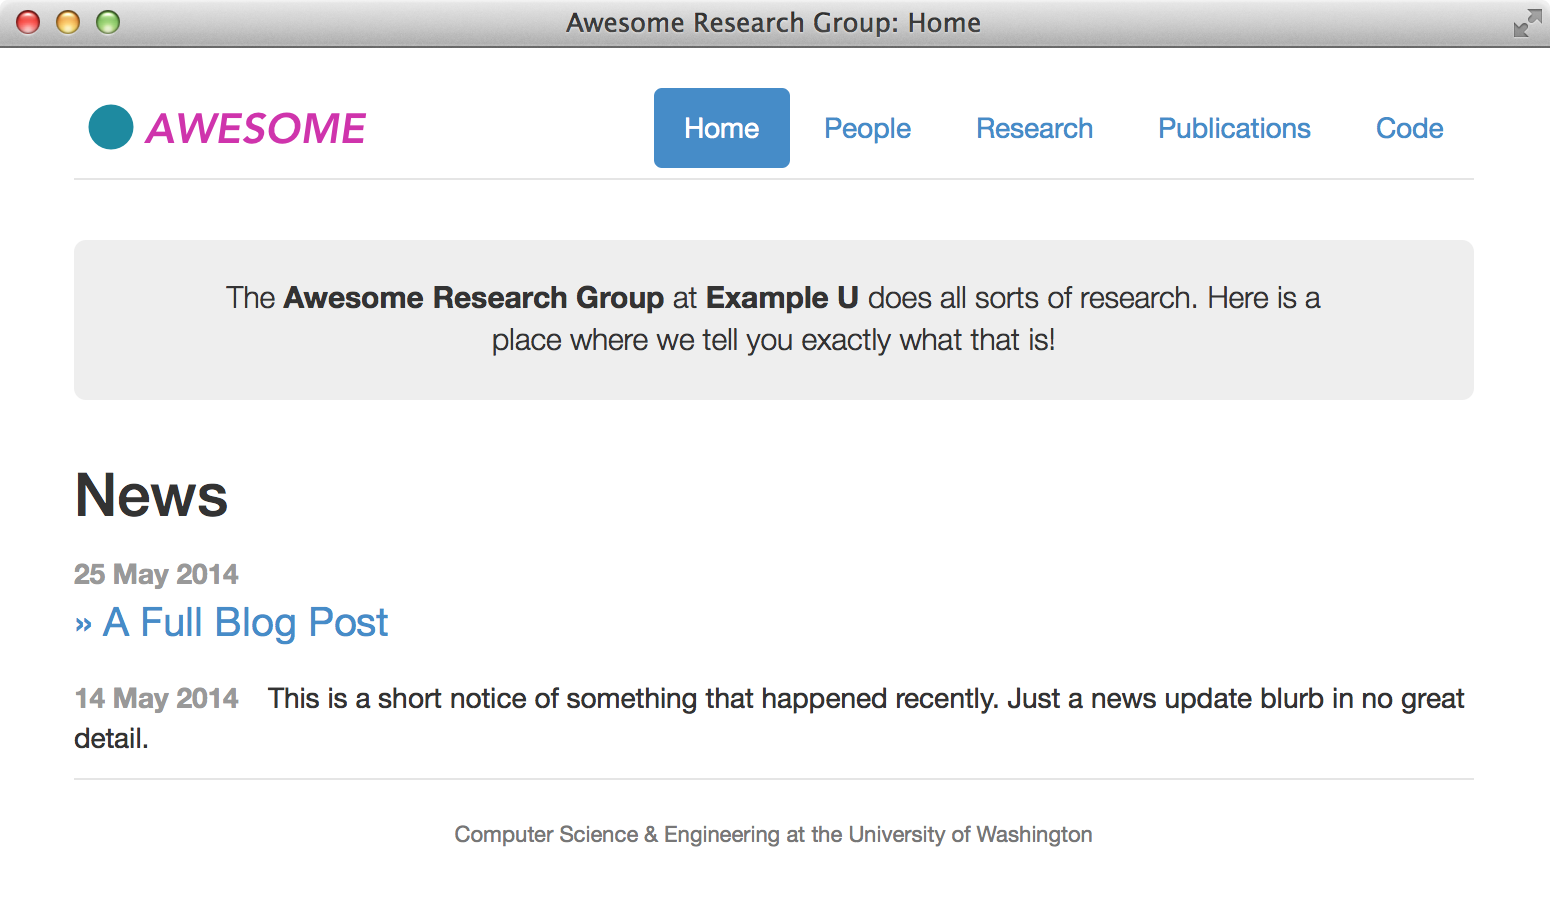 Awesome Research Group: Home
AWESOME
Home People Research Publications Code
The Awesome Research Group at Example U does all sorts of research. Here is a
place where we tell you exactly what that is!
News
25 May 2014
» A Full Blog Post
14 May 2014 This is a short notice of something that happened recently. Just a news update blurb in no great
detail.
Computer Science & Engineering at the University of Washington